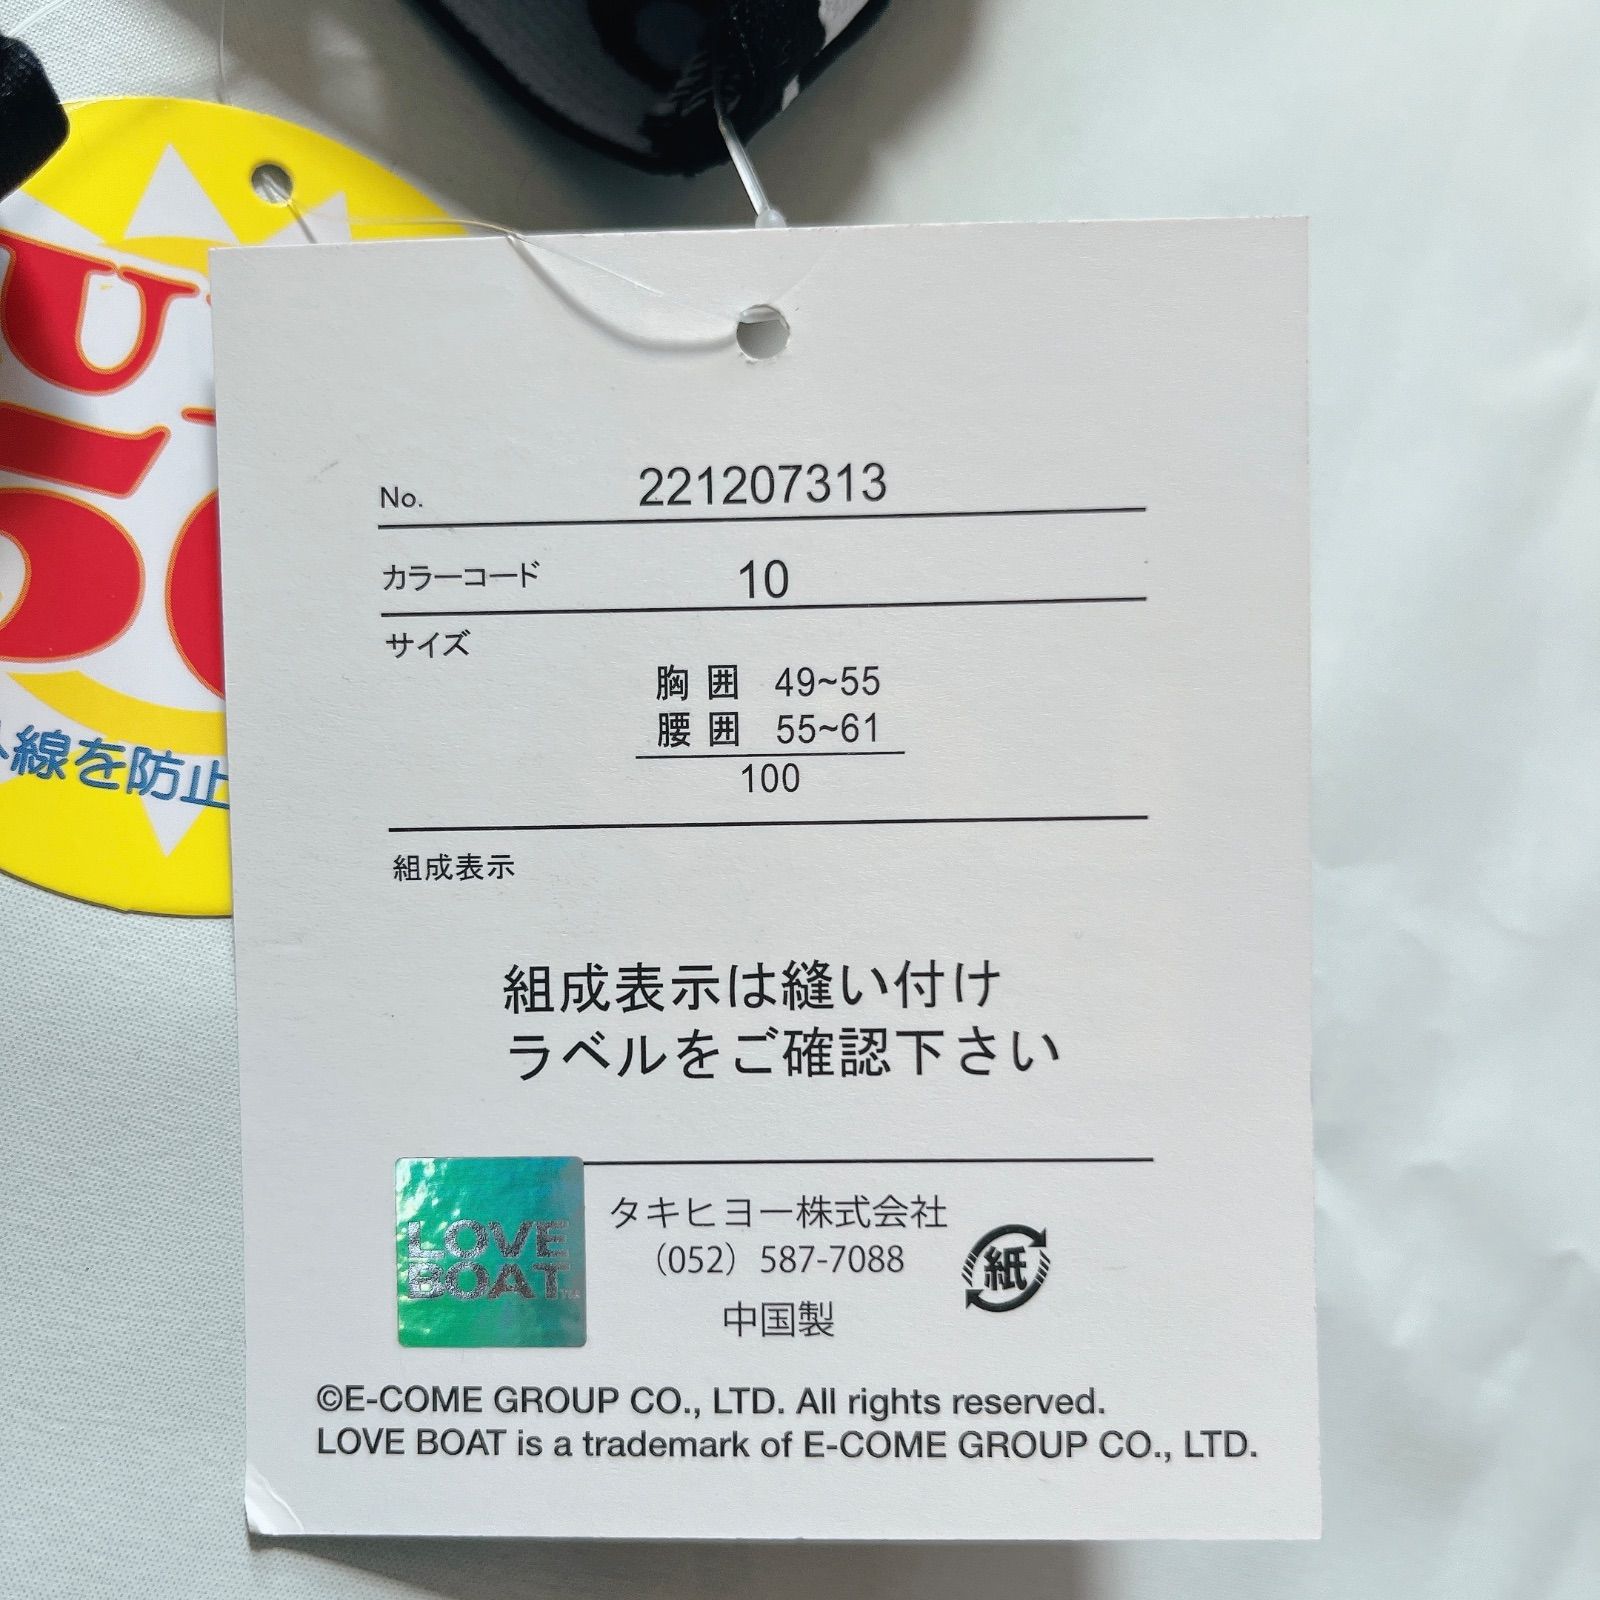 線を防止
No. 221207313
カラーコード 10
サイズ
胸囲 49~55
腰囲 55~61
100
組成表示
組成表示は縫い付け
ラベルをご確認下さい
LOVE
BOAT
タキヒヨー株式会社
(052) 587-7088
中国製
紙
©E-COME GROUP CO., LTD. All rights reserved.
LOVE BOAT is a trademark of E-COME GROUP CO., LTD.